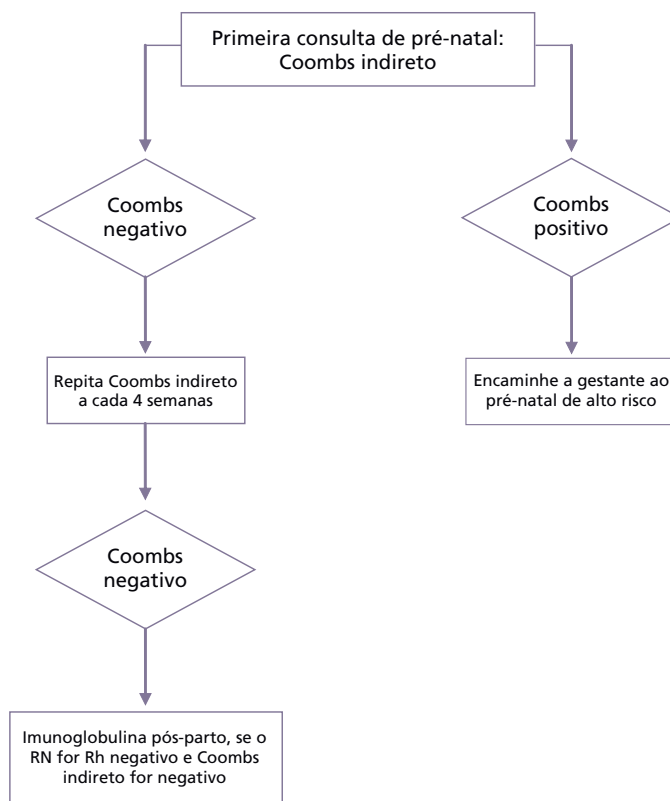 Primeira consulta de pré-natal:
Coombs indireto
Coombs
negativo
Coombs
positivo
Repita Coombs indireto
a cada 4 semanas
Encaminhe a gestante ao
pré-natal de alto risco
Coombs
negativo
Imunoglobulina pós-parto, se o
RN for Rh negativo e Coombs
indireto for negativo